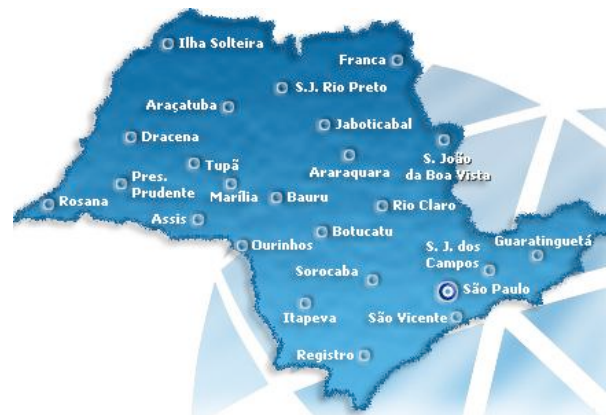 Ilha Solteira
Franca
S.J. Rio Preto
Araçatuba
Jaboticabal
Dracena
S. João
da Boa Vista
Tupã
Araraquara
Pres.
Prudente
Marília
Bauru
Rosana
Rio Claro
Assis
Botucatu
Ourinhos
S. J. dos
Campos
Guaratinguetá
Sorocaba
São Paulo
Itapeva
São Vicente
Registro